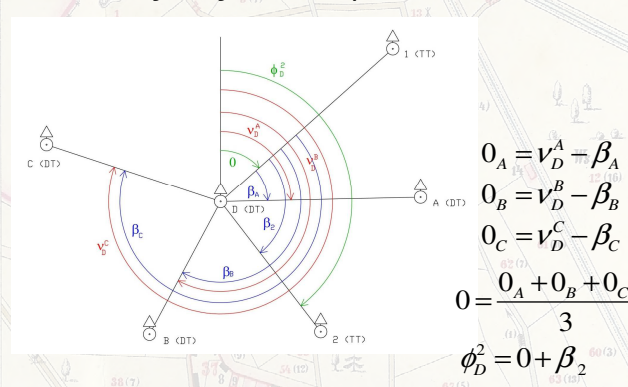 φ_D^2
1 (TT)
ν_D^A
0
ν_D^B
C (DT)
β_A
D (DT)
A (DT)
β_2
β_C
ν_D^C
β_B
B (DT)
2 (TT)
0_A = ν_D^A − β_A
0_B = ν_D^B − β_B
0_C = ν_D^C − β_C
0 = (0_A + 0_B + 0_C) / 3
φ_D^2 = 0 + β_2